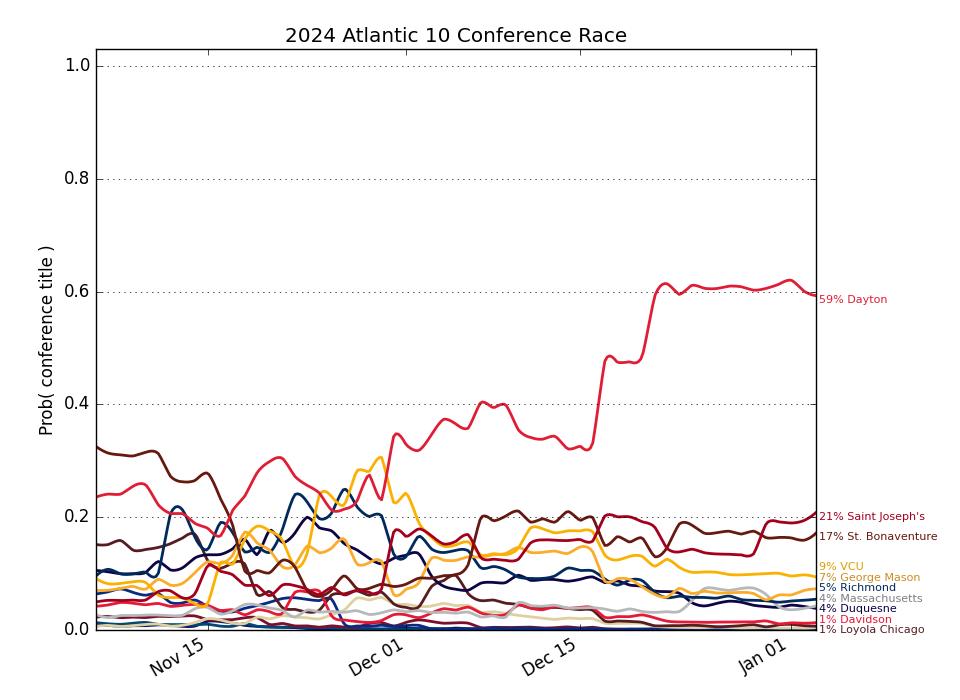 2024 Atlantic 10 Conference Race
Prob( conference title )
1.0
0.8
0.6
0.4
0.2
0.0
Nov 15
Dec 01
Dec 15
Jan 01
59% Dayton
21% Saint Joseph's
17% St. Bonaventure
9% VCU
7% George Mason
5% Richmond
4% Massachusetts
4% Duquesne
1% Davidson
1% Loyola Chicago